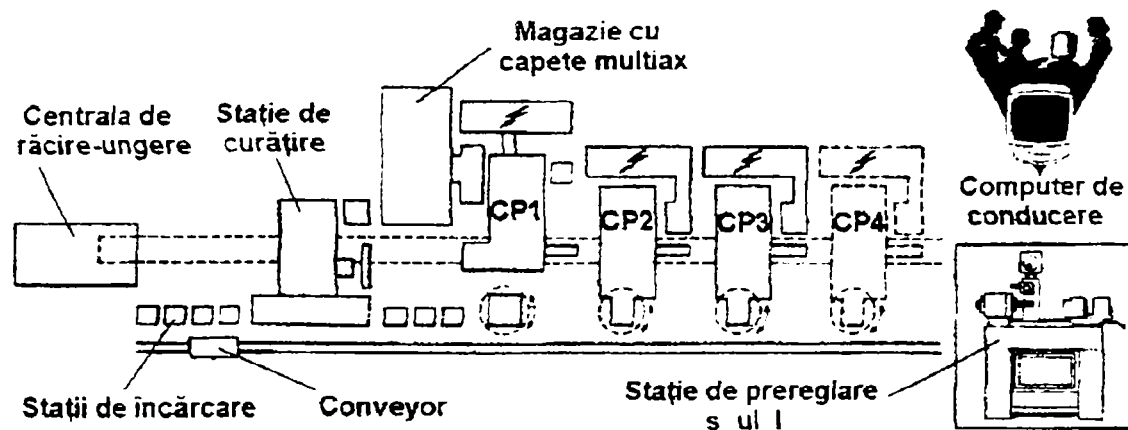 Magazie cu
capete multiax
Centrala de
răcire-ungere
Stație de
curățire
CP1
CP2
CP3
CP4
Computer de
conducere
Stații de încărcare
Conveyor
Stație de prereglare